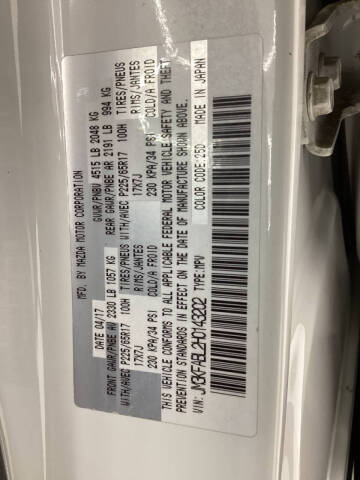 MFD. BY MAZDA MOTOR CORPORATION
DATE 04/17 GVWR/PNBV 4515 LB 2048 KG
FRONT GAWR/PNBE AV 2330 LB 1057 KG REAR GAWR/PNBE AR 2191 LB 994 KG
WITH/AVEC P225/65R17 100H TIRES/PNEUS WITH/AVEC P225/65R17 100H TIRES/PNEUS
17X7J RIMS/JANTES 17X7J RIMS/JANTES
230 KPA/34 PSI COLD/A FROID 230 KPA/34 PSI COLD/A FROID
THIS VEHICLE CONFORMS TO ALL APPLICABLE FEDERAL MOTOR VEHICLE SAFETY AND THEFT
PREVENTION STANDARDS IN EFFECT ON THE DATE OF MANUFACTURE SHOWN ABOVE.
VIN: JM3KFABL2H0143202 TYPE:MPV COLOR CODE:25D MADE IN JAPAN